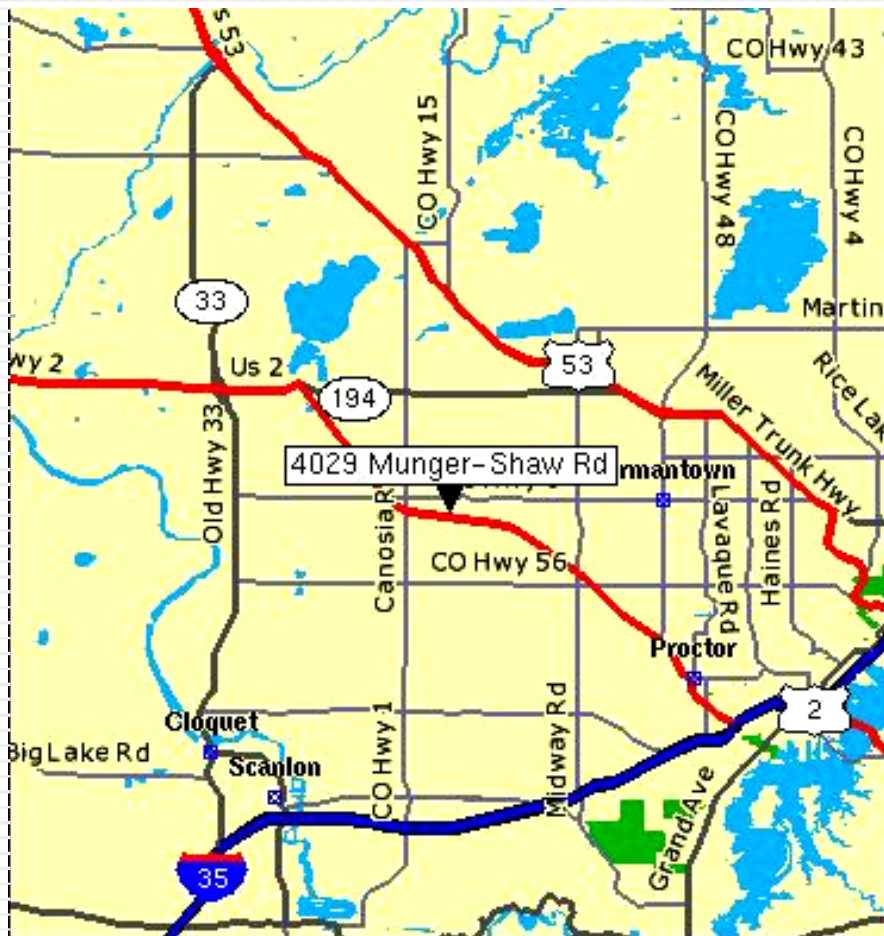 s 53
CO Hwy 43
CO Hwy 15
CO Hwy 48
CO Hwy 4
33
Martin
wy 2
Us 2
53
194
Miller Trunk Hwy
Rice Lak
4029 Munger-Shaw Rd
rmantown
Old Hwy 33
Canosia R
Lavaque Rd
Haines Rd
CO Hwy 56
Proctor
Cloquet
2
Big Lake Rd
Scanlon
CO Hwy 1
Midway Rd
Grand Ave
35